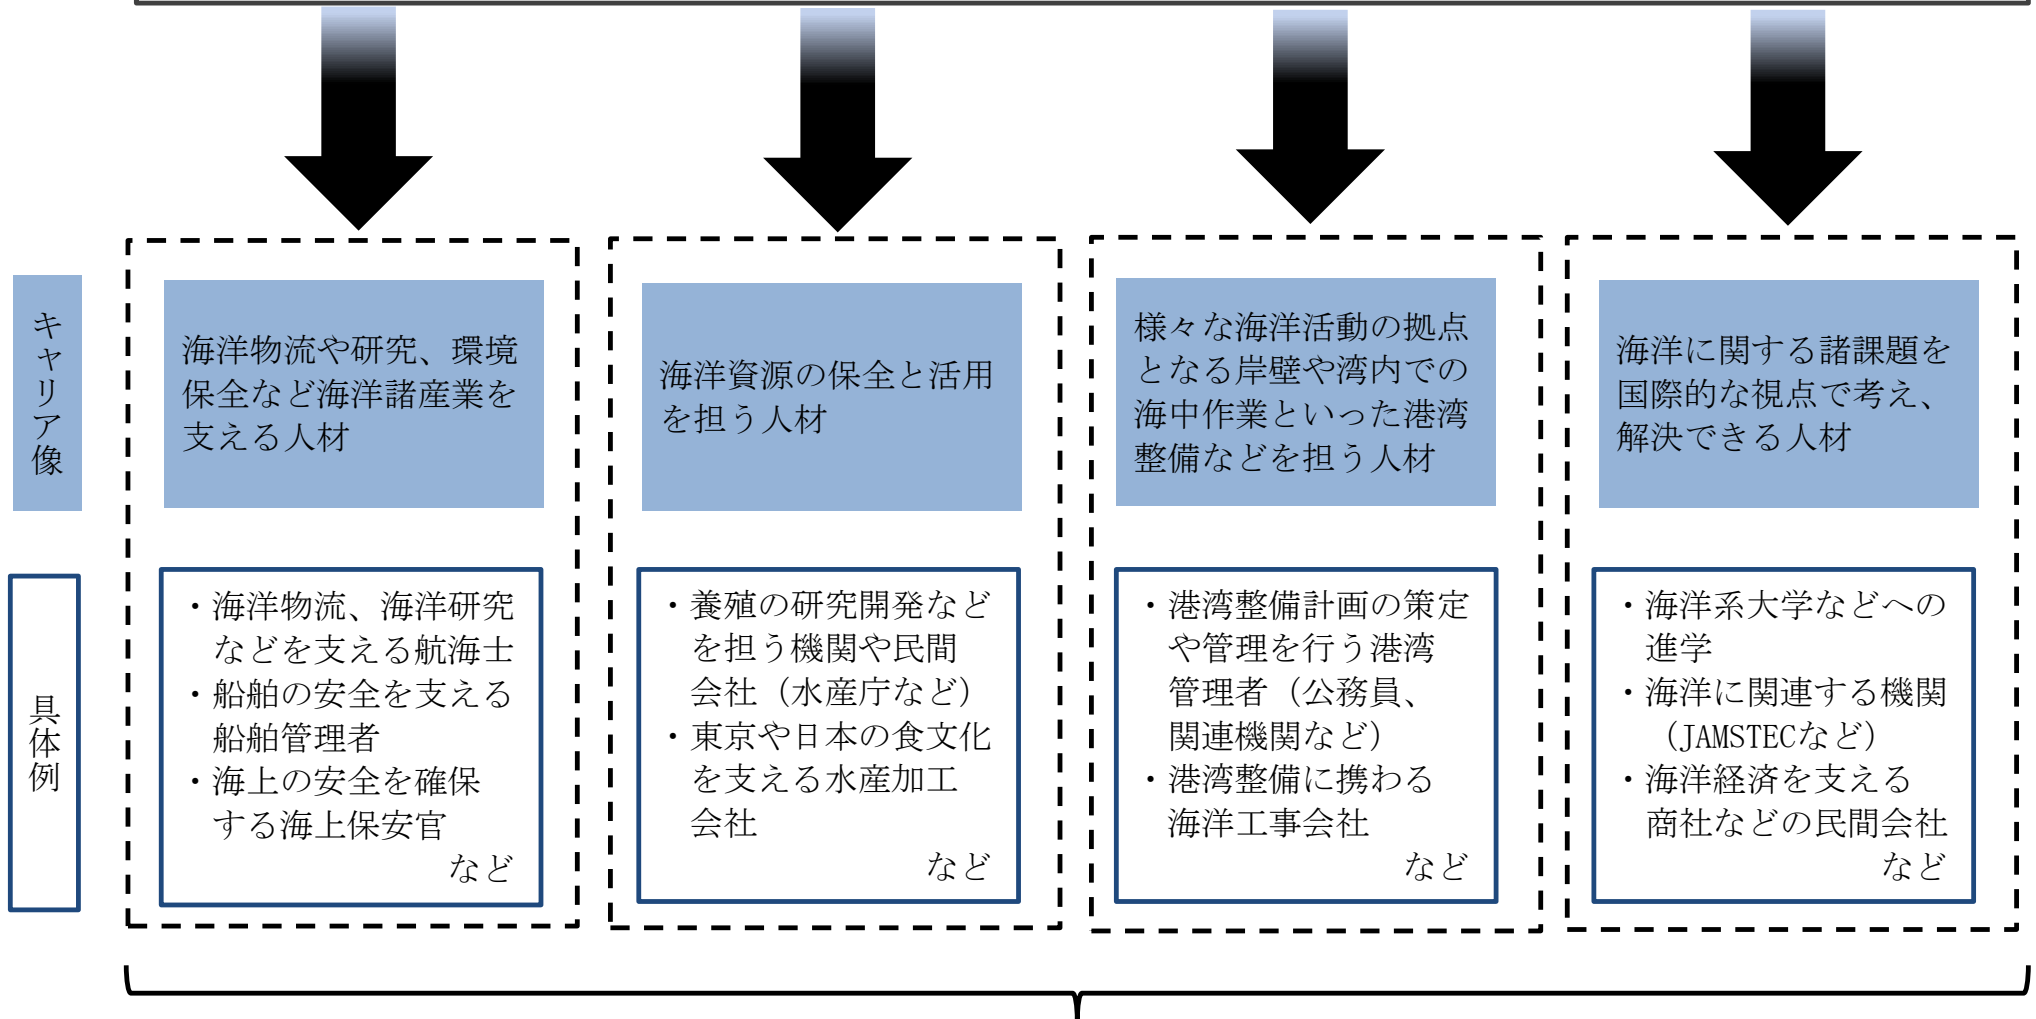 キャリア像
海洋物流や研究、環境
保全など海洋諸産業を
支える人材
海洋資源の保全と活用
を担う人材
様々な海洋活動の拠点
となる岸壁や湾内での
海中作業といった港湾
整備などを担う人材
海洋に関する諸課題を
国際的な視点で考え、
解決できる人材
具体例
・海洋物流、海洋研究
などを支える航海士
・船舶の安全を支える
船舶管理者
・海上の安全を確保
する海上保安官
など
・養殖の研究開発など
を担う機関や民間
会社（水産庁など）
・東京や日本の食文化
を支える水産加工
会社
など
・港湾整備計画の策定
や管理を行う港湾
管理者（公務員、
関連機関など）
・港湾整備に携わる
海洋工事会社
など
・海洋系大学などへの
進学
・海洋に関連する機関
（JAMSTECなど）
・海洋経済を支える
商社などの民間会社
など